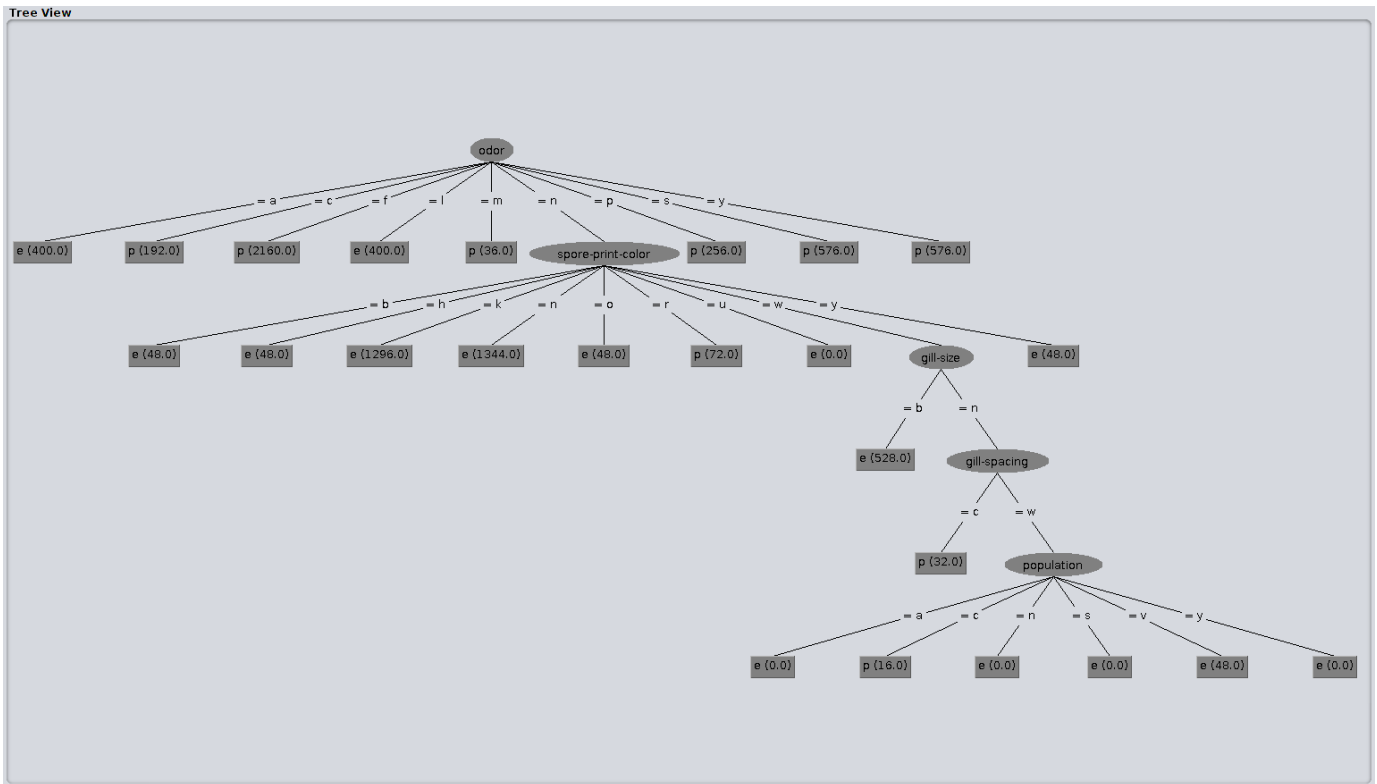 Tree View
odor
= a = c = f = l = m = n = p = s = y
e (400.0) p (192.0) p (2160.0) e (400.0) p (36.0) spore-print-color p (256.0) p (576.0) p (576.0)
= b = h = k = n = o = r = u = w = y
e (48.0) e (48.0) e (1296.0) e (1344.0) e (48.0) p (72.0) e (0.0) gill-size e (48.0)
= b = n
e (528.0) gill-spacing
= c = w
p (32.0) population
= a = c = n = s = v = y
e (0.0) p (16.0) e (0.0) e (0.0) e (48.0) e (0.0)